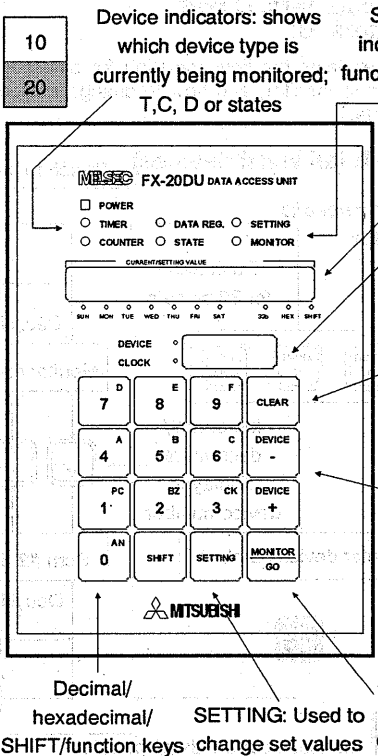 10
20
Device indicators: shows
which device type is
currently being monitored;
T,C, D or states
MELSEC FX-20DU DATA ACCESS UNIT
POWER
TIMER DATA REG. SETTING
COUNTER STATE MONITOR
CURRENT/SETTING VALUE
SUN MON TUE WED THU FRI SAT 32b HEX SHIFT
DEVICE
CLOCK
D E F
7 8 9 CLEAR
A B C DEVICE
4 5 6 -
PC BZ CK DEVICE
1 2 3 +
AN
0 SHIFT SETTING MONITOR
GO
MITSUBISHI
Decimal/
hexadecimal/
SHIFT/function keys
SETTING: Used to
change set values